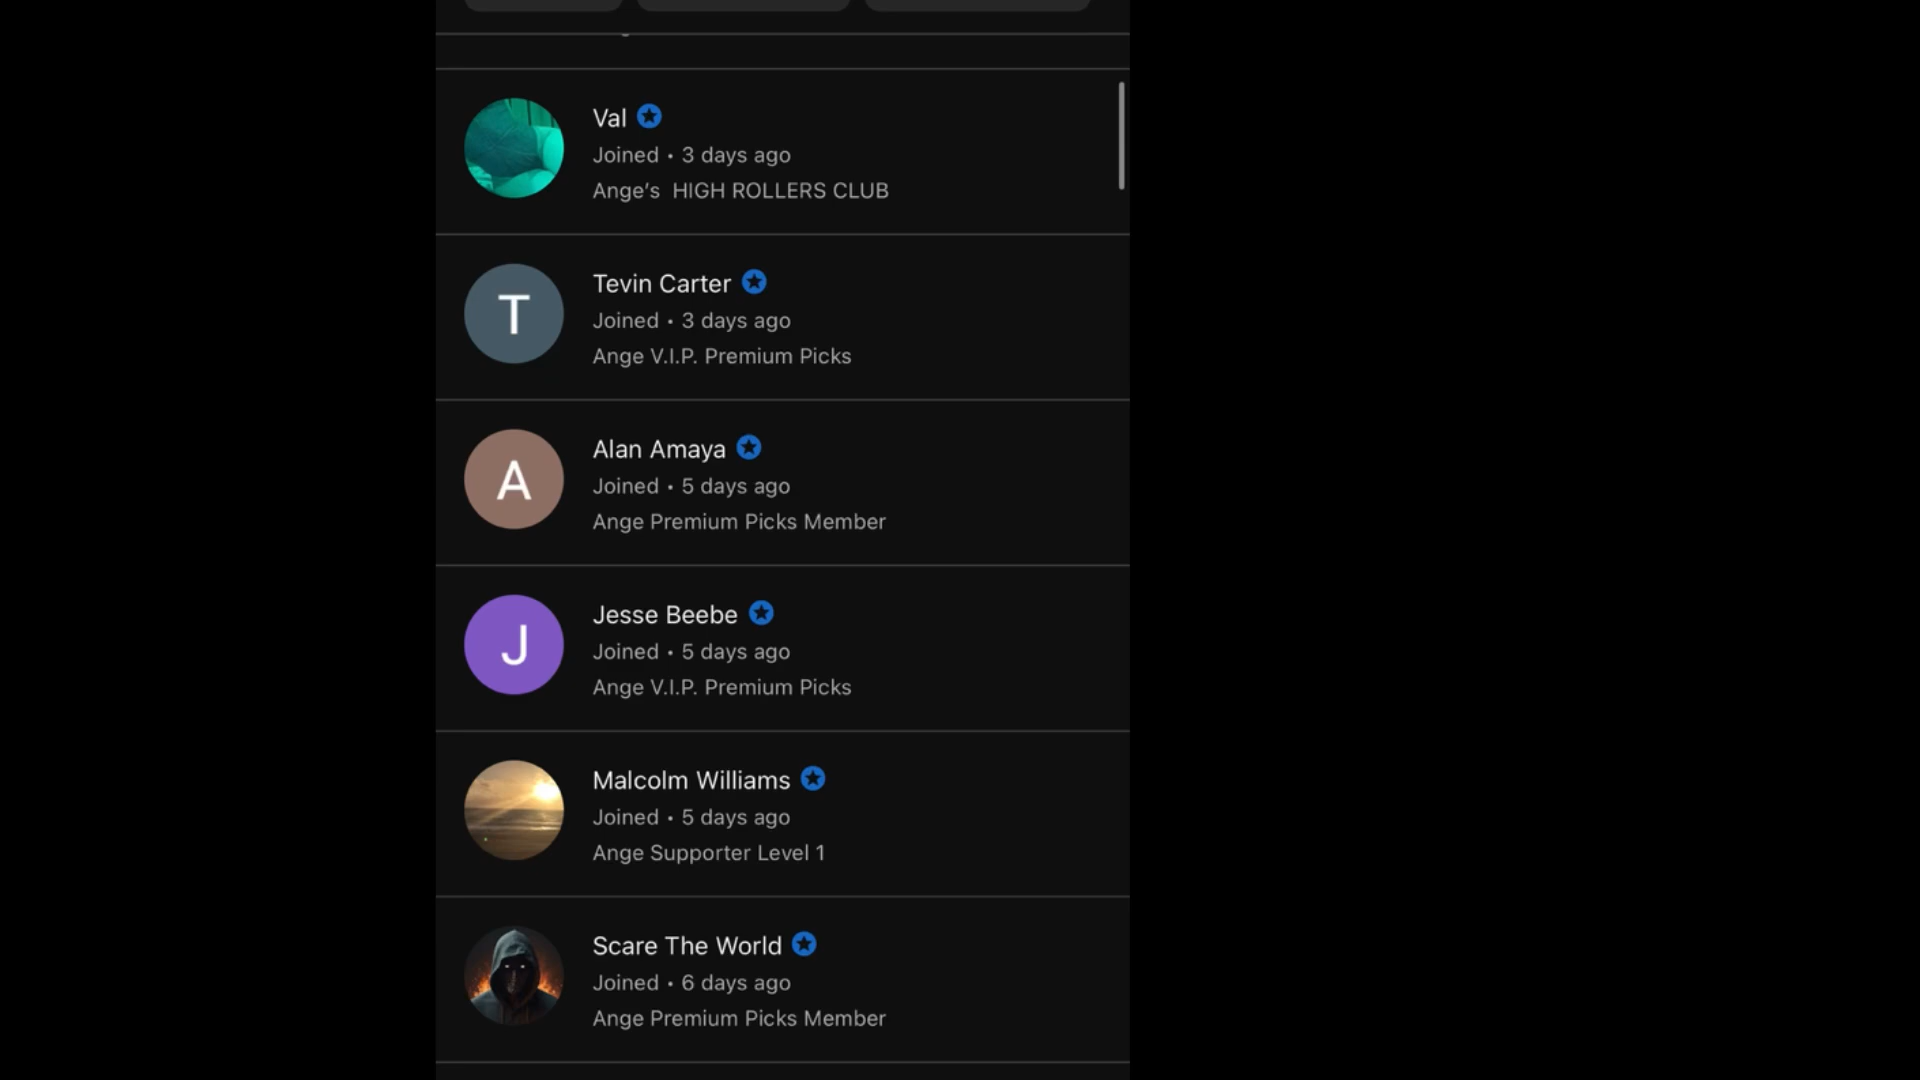 Val
Joined • 3 days ago
Ange's HIGH ROLLERS CLUB
T
Tevin Carter
Joined • 3 days ago
Ange V.I.P. Premium Picks
A
Alan Amaya
Joined • 5 days ago
Ange Premium Picks Member
J
Jesse Beebe
Joined • 5 days ago
Ange V.I.P. Premium Picks
Malcolm Williams
Joined • 5 days ago
Ange Supporter Level 1
Scare The World
Joined • 6 days ago
Ange Premium Picks Member